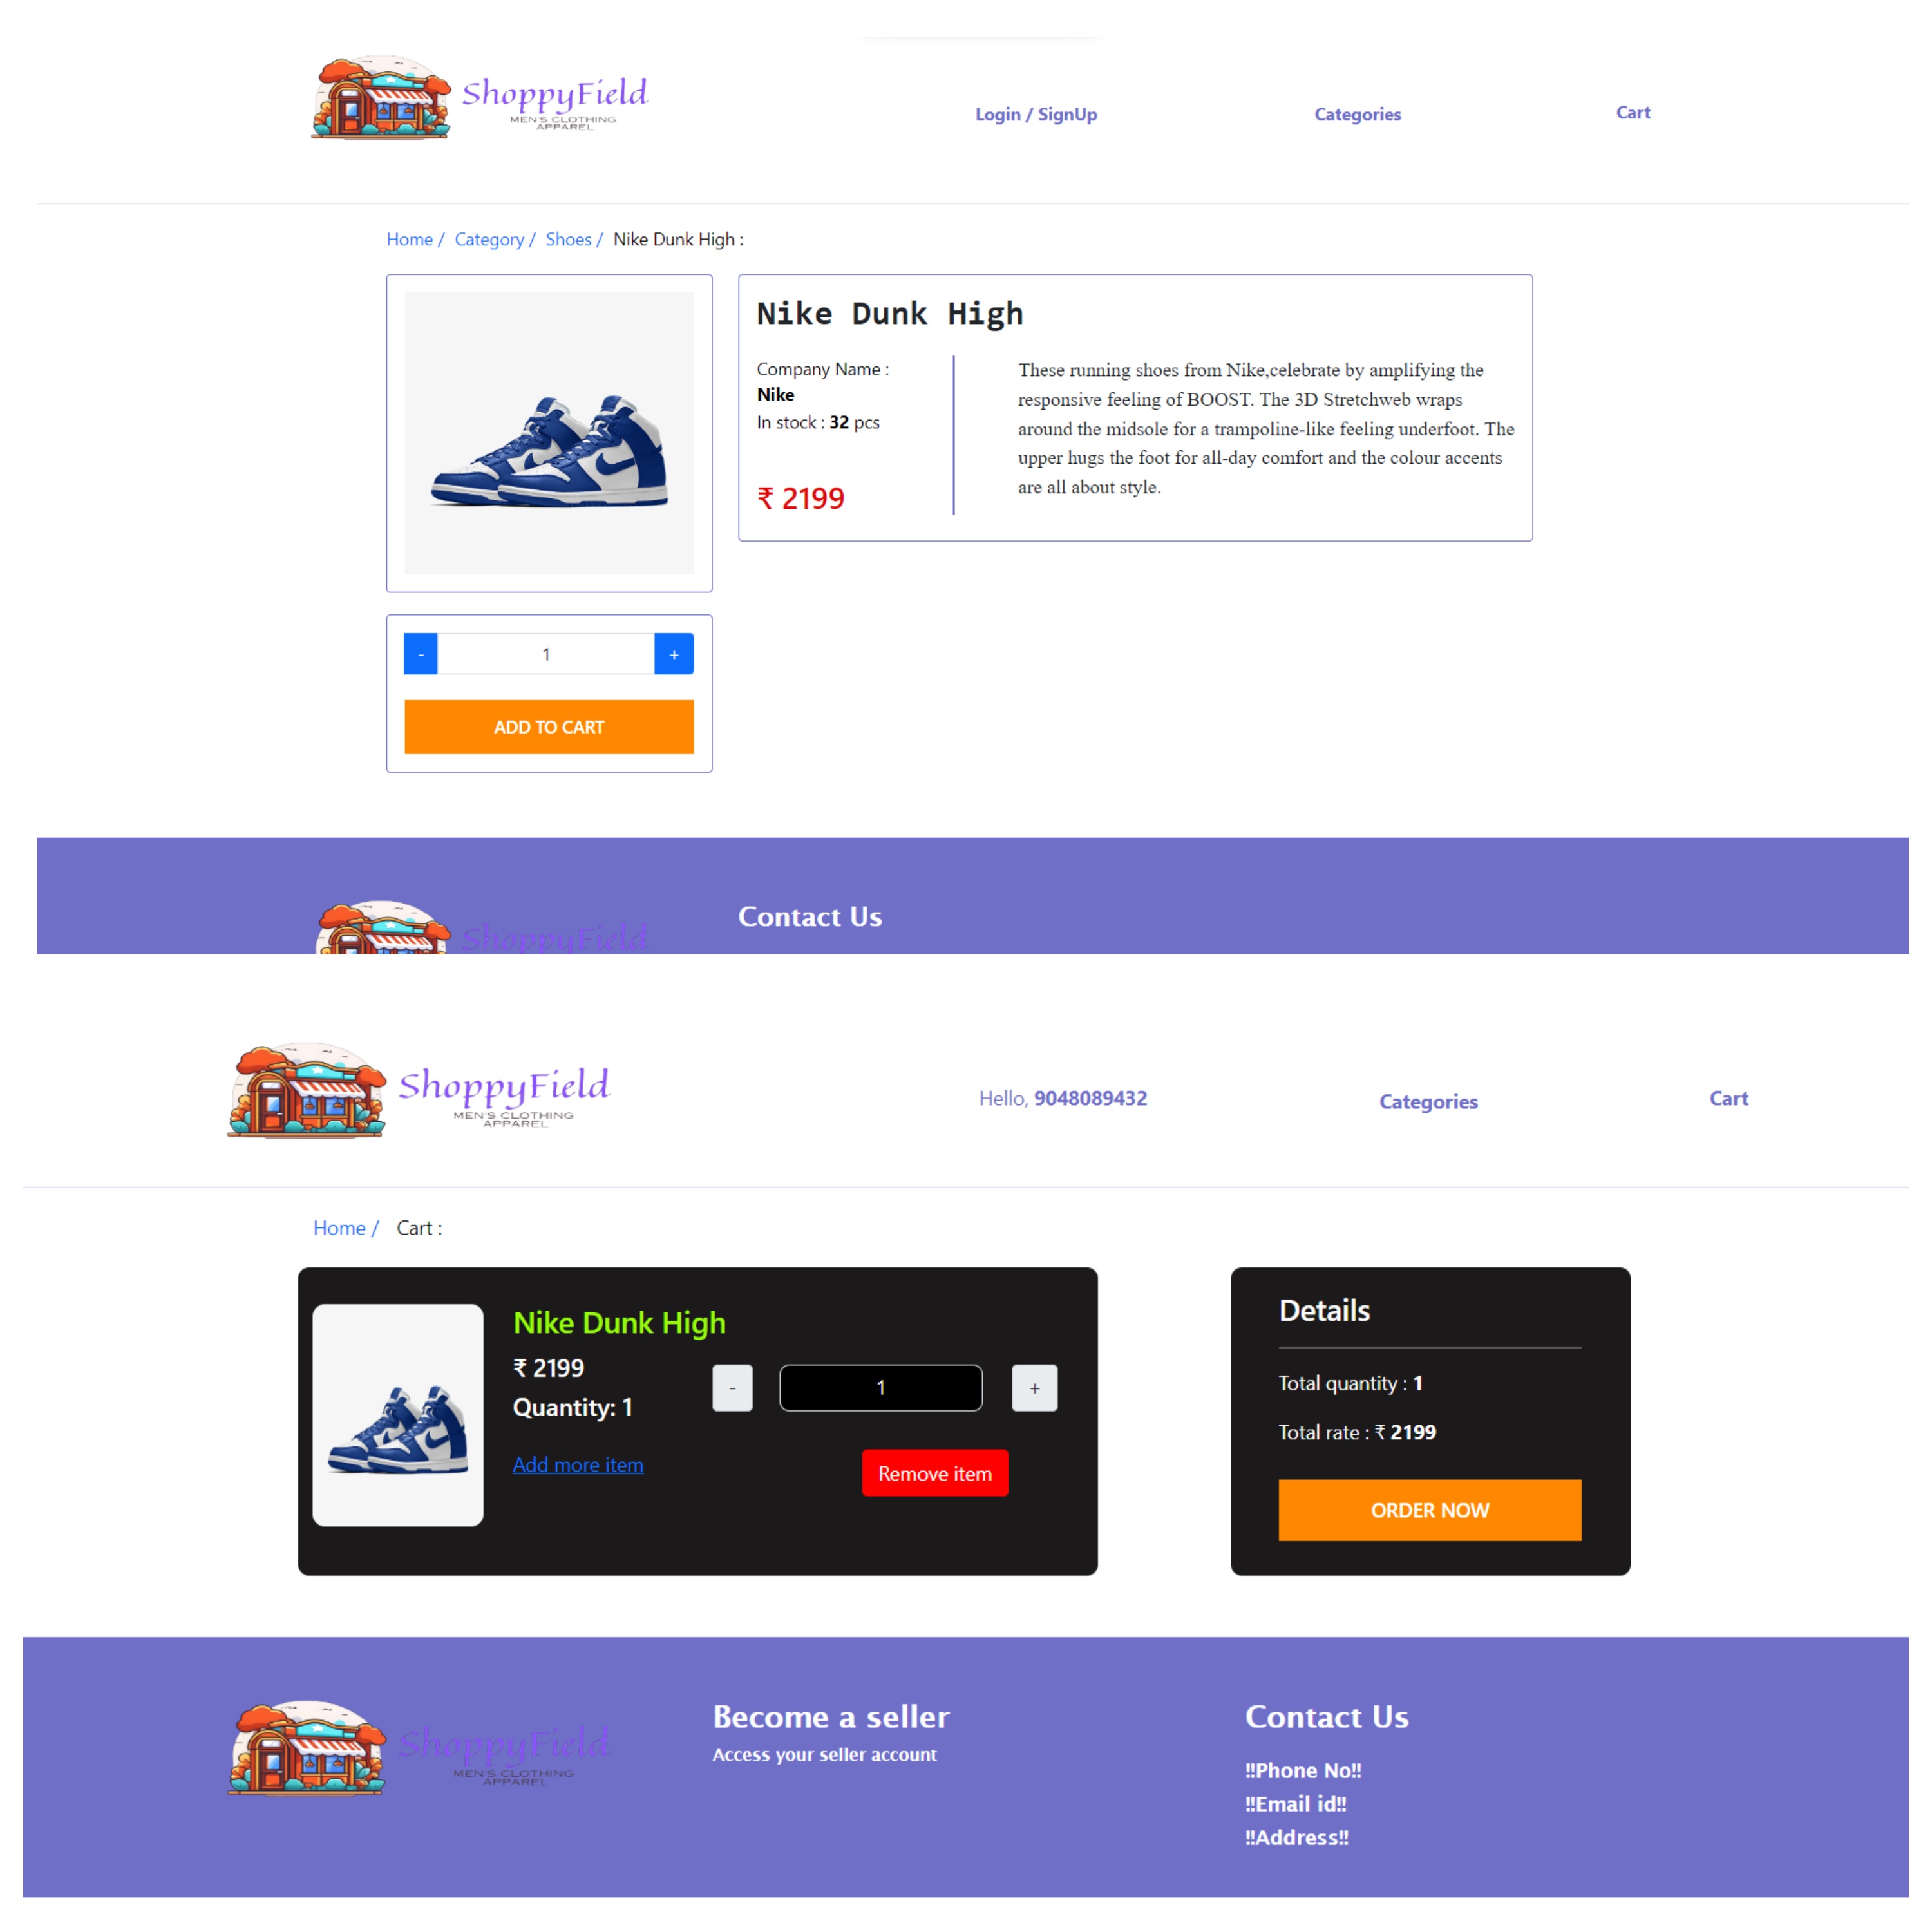 ShoppyField
MEN'S CLOTHING
APPAREL
Login / SignUp
Categories
Cart
Home / Category / Shoes / Nike Dunk High :
Nike Dunk High
Company Name :
Nike
In stock : 32 pcs
₹ 2199
These running shoes from Nike,celebrate by amplifying the
responsive feeling of BOOST. The 3D Stretchweb wraps
around the midsole for a trampoline-like feeling underfoot. The
upper hugs the foot for all-day comfort and the colour accents
are all about style.
- 1 +
ADD TO CART
ShoppyField
Contact Us
ShoppyField
MEN'S CLOTHING
APPAREL
Hello, 9048089432
Categories
Cart
Home / Cart :
Nike Dunk High
₹ 2199
Quantity: 1
- 1 +
Add more item
Remove item
Details
Total quantity : 1
Total rate : ₹ 2199
ORDER NOW
ShoppyField
MEN'S CLOTHING
APPAREL
Become a seller
Access your seller account
Contact Us
!!Phone No!!
!!Email id!!
!!Address!!